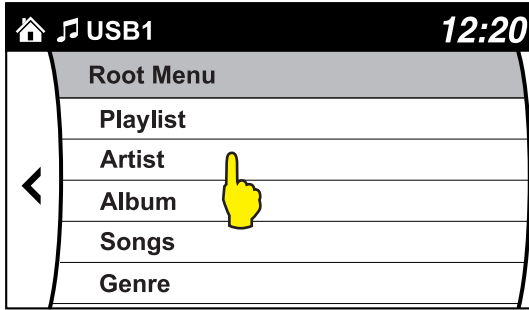 USB1 12:20
Root Menu
Playlist
Artist
Album
Songs
Genre